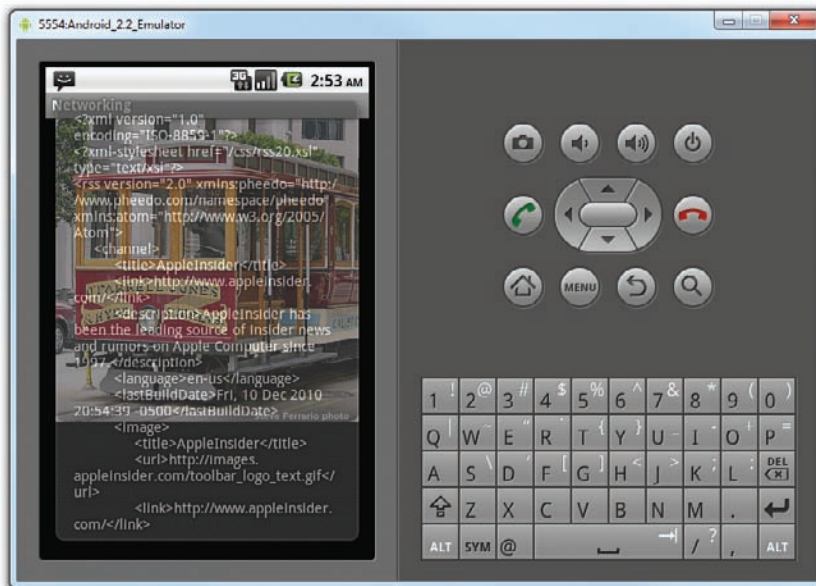 5554:Android_2.2_Emulator
3G
2:53 AM
Networking
<?xml version="1.0"
encoding="ISO-8859-1"?>
<?xml-stylesheet href="/css/rss20.xsl"
type="text/xsl"?>
<rss version="2.0" xmlns:pheedo="http:/
/www.pheedo.com/namespace/pheedo"
xmlns:atom="http://www.w3.org/2005/
Atom">
<channel>
<title>AppleInsider</title>
<link>http://www.appleinsider.
com/</link>
<description>AppleInsider has
been the leading source of insider news
and rumors on Apple Computer since
1997.</description>
<language>en-us</language>
<lastBuildDate>Fri, 10 Dec 2010
20:54:39 -0500</lastBuildDate>
Steve Ferrario photo
<image>
<title>AppleInsider</title>
<url>http://images.
appleinsider.com/toolbar_logo_text.gif</
url>
<link>http://www.appleinsider.
com/</link>
MENU
1 ! 2 @ 3 # 4 $ 5 % 6 ^ 7 & 8 * 9 ( 0 )
Q | W ~ E " R ` T { Y } U _ I - O + P =
A S \ D ' F [ G ] H < J > K ; L : DEL
Z X C V B N M .
ALT SYM @ / ? , ALT